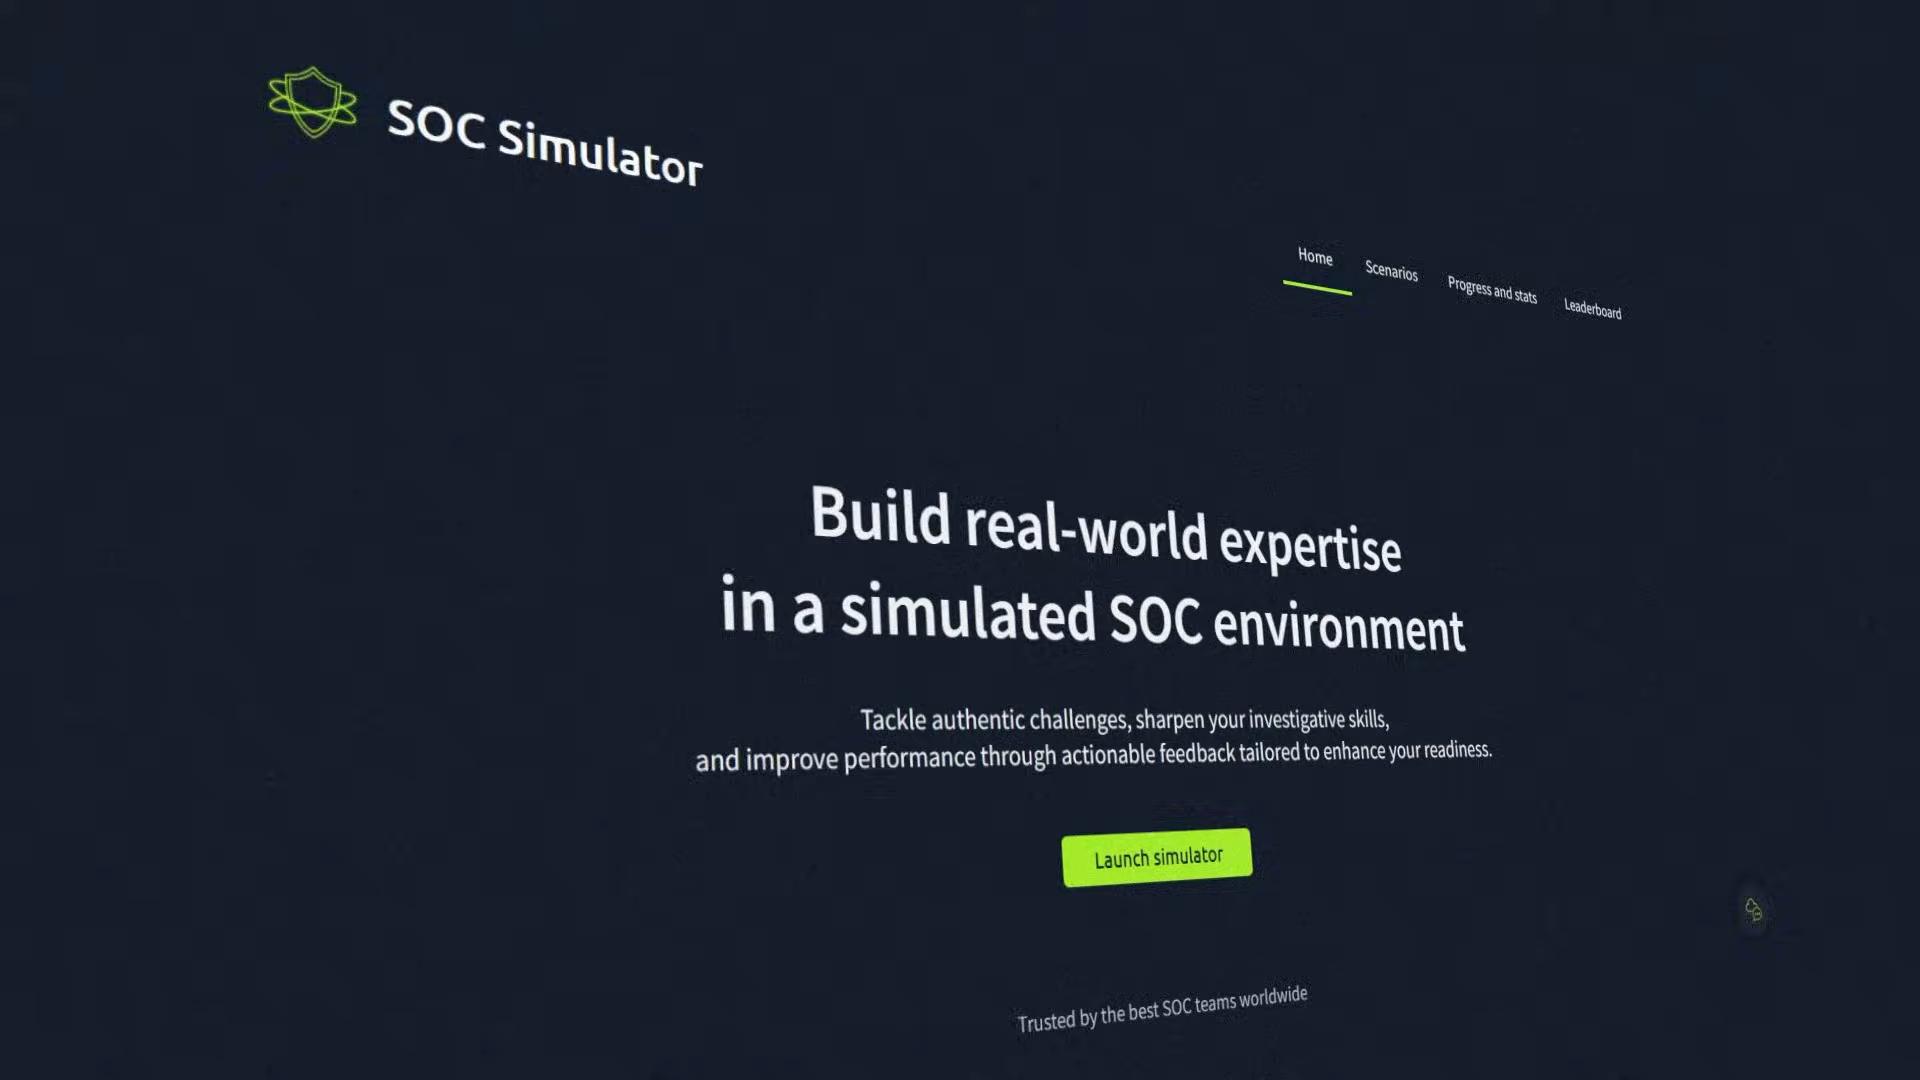 SOC Simulator
Home
Scenarios
Progress and stats
Leaderboard
Build real-world expertise
in a simulated SOC environment
Tackle authentic challenges, sharpen your investigative skills,
and improve performance through actionable feedback tailored to enhance your readiness.
Launch simulator
Trusted by the best SOC teams worldwide